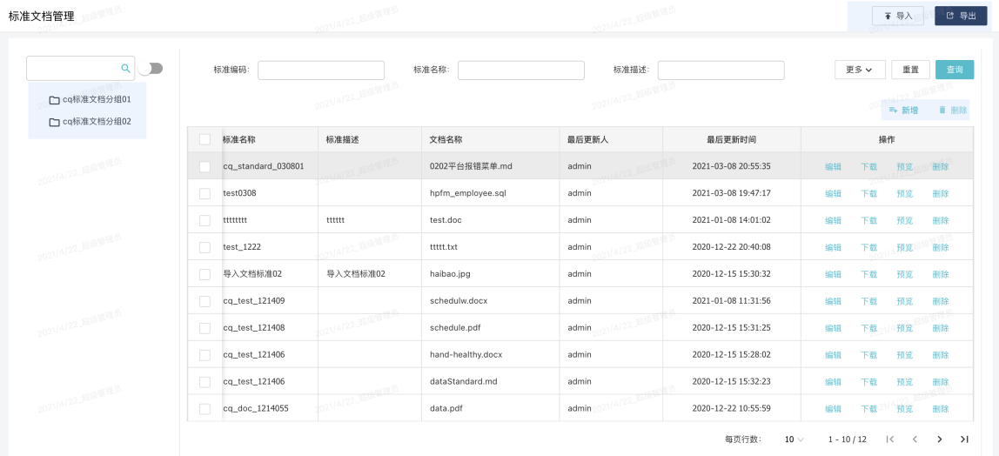 标准文档管理
导入
导出
标准编码:
标准名称:
标准描述:
更多
重置
查询
cq标准文档分组01
cq标准文档分组02
新增
删除
标准名称 标准描述 文档名称 最后更新人 最后更新时间 操作
cq_standard_030801 0202平台报错菜单.md admin 2021-03-08 20:55:35 编辑 下载 预览 删除
test0308 hpfm_employee.sql admin 2021-03-08 19:47:17 编辑 下载 预览 删除
tttttttt tttttt test.doc admin 2021-01-08 14:01:02 编辑 下载 预览 删除
test_1222 ttttt.txt admin 2020-12-22 20:40:08 编辑 下载 预览 删除
导入文档标准02 导入文档标准02 haibao.jpg admin 2020-12-15 15:30:32 编辑 下载 预览 删除
cq_test_121409 schedulw.docx admin 2021-01-08 11:31:56 编辑 下载 预览 删除
cq_test_121408 schedule.pdf admin 2020-12-15 15:31:25 编辑 下载 预览 删除
cq_test_121406 hand-healthy.docx admin 2020-12-15 15:28:02 编辑 下载 预览 删除
cq_test_121406 dataStandard.md admin 2020-12-15 15:32:23 编辑 下载 预览 删除
cq_doc_1214055 data.pdf admin 2020-12-22 10:55:59 编辑 下载 预览 删除
每页行数: 10 1 - 10 / 12
2021/4/22_超级管理员